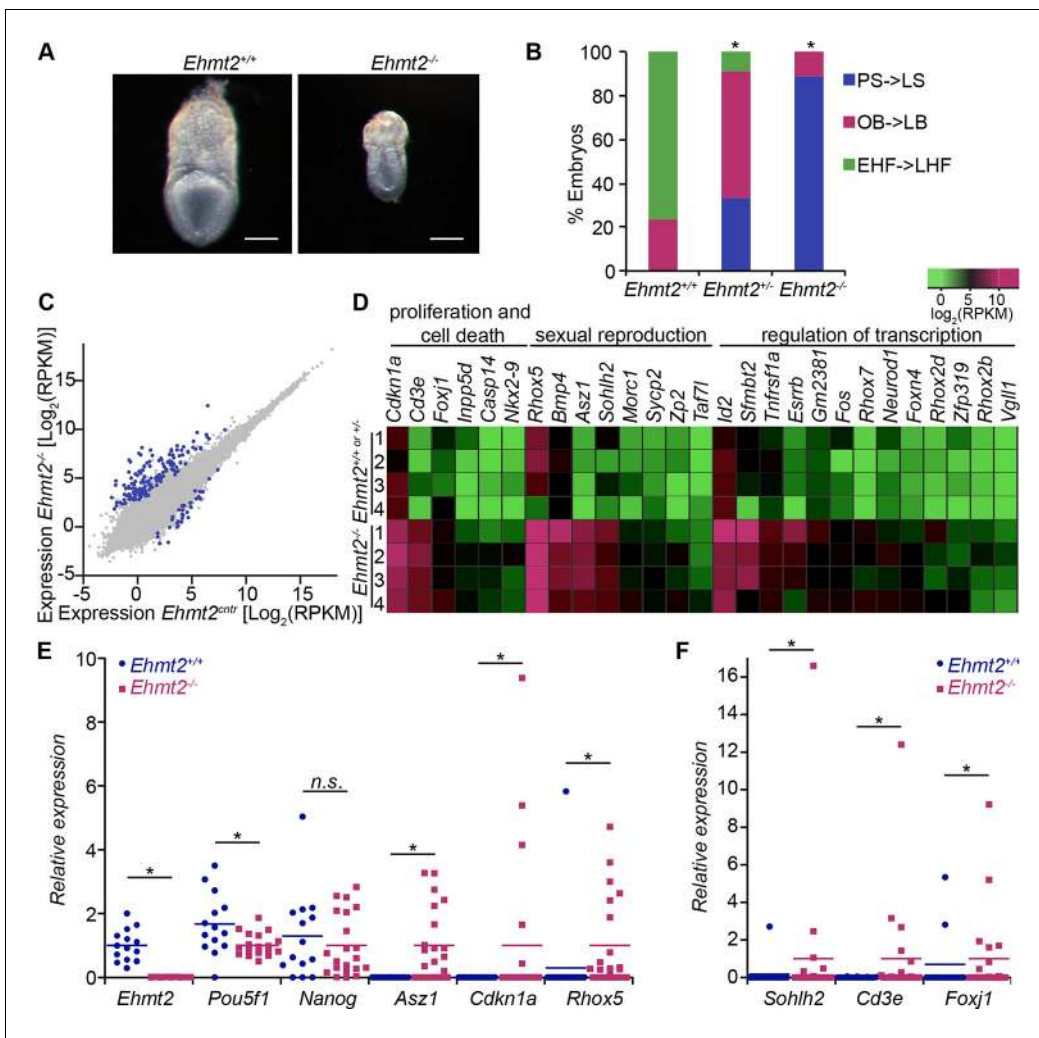 A
Ehmt2+/+
Ehmt2-/-
B
100
80
60
40
20
0
% Embryos
* *
Ehmt2+/+ Ehmt2+/- Ehmt2-/-
PS->LS
OB->LB
EHF->LHF
0 5 10
log2(RPKM)
C
15
10
5
0
−5
−5 0 5 10 15
Expression Ehmt2-/- [Log2(RPKM)]
Expression Ehmt2cntr [Log2(RPKM)]
D
proliferation and
cell death
sexual reproduction
regulation of transcription
Cdkn1a
Cd3e
Foxj1
Inpp5d
Casp14
Nkx2-9
Rhox5
Bmp4
Asz1
Sohlh2
Morc1
Sycp2
Zp2
Taf7l
Id2
Sfmbt2
Tnfrsf1a
Esrrb
Gm2381
Fos
Rhox7
Neurod1
Foxn4
Rhox2d
Zfp319
Rhox2b
Vgll1
Ehmt2+/+ or +/-
1
2
3
4
Ehmt2-/-
1
2
3
4
E
Ehmt2+/+
Ehmt2-/-
10
8
6
4
2
0
Relative expression
* * n.s. * * *
Ehmt2 Pou5f1 Nanog Asz1 Cdkn1a Rhox5
F
Ehmt2+/+
Ehmt2-/-
16
14
12
10
8
6
4
2
0
Relative expression
* * *
Sohlh2 Cd3e Foxj1